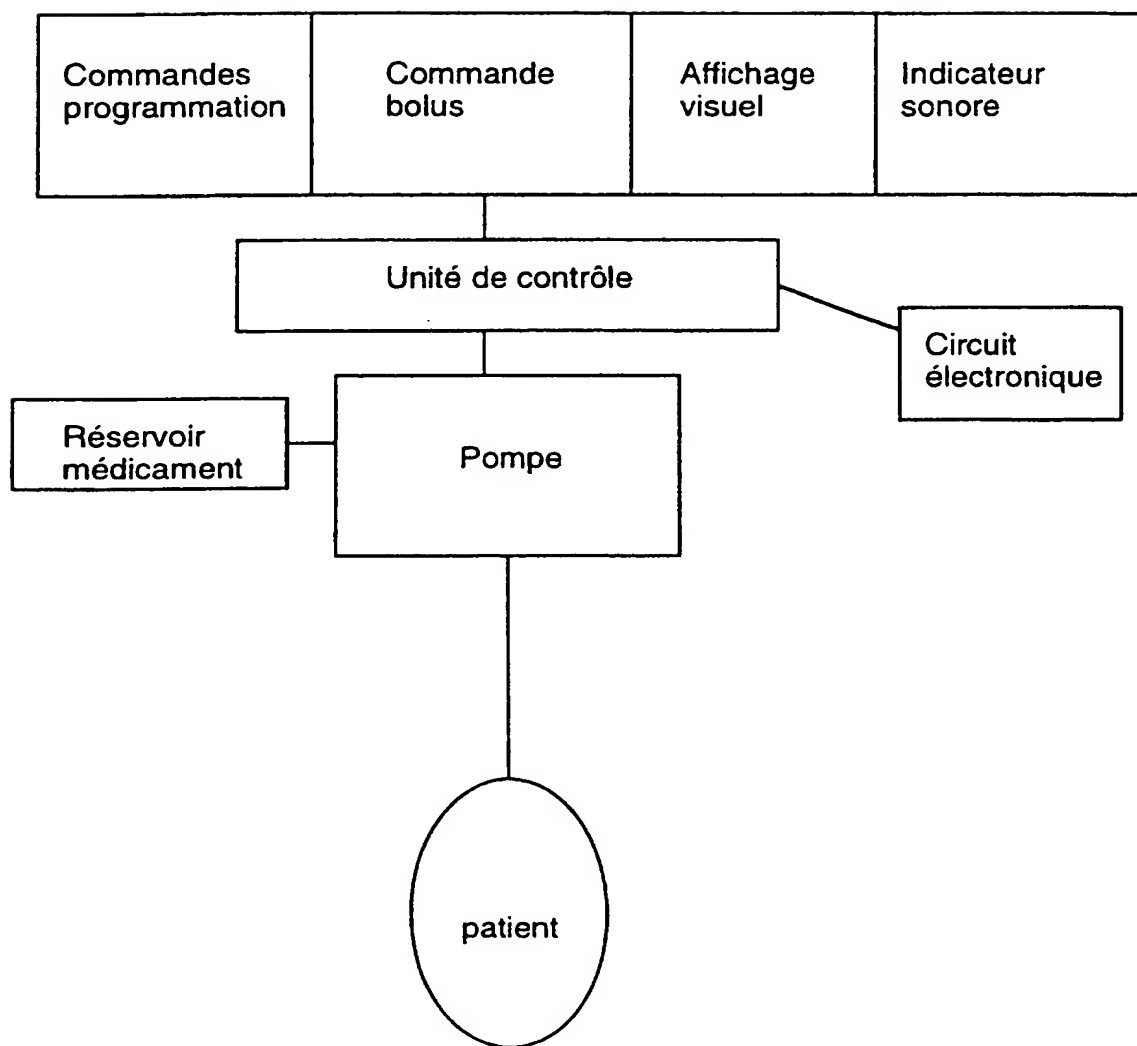 Commandes
programmation
Commande
bolus
Affichage
visuel
Indicateur
sonore
Unité de contrôle
Circuit
électronique
Réservoir
médicament
Pompe
patient